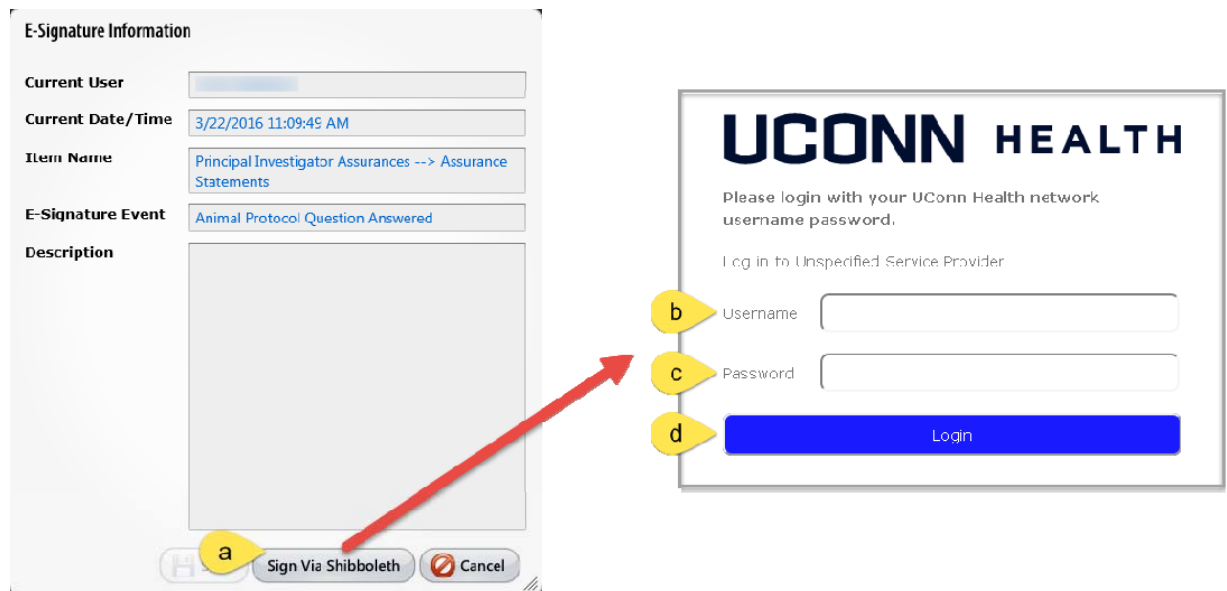 E-Signature Information
Current User
Current Date/Time
3/22/2016 11:09:49 AM
Item Name
Principal Investigator Assurances --> Assurance
Statements
E-Signature Event
Animal Protocol Question Answered
Description
a
Sign Via Shibboleth
Cancel
UCONN HEALTH
Please login with your UConn Health network
username password.
Log in to Unspecified Service Provider
b
Username
c
Password
d
Login